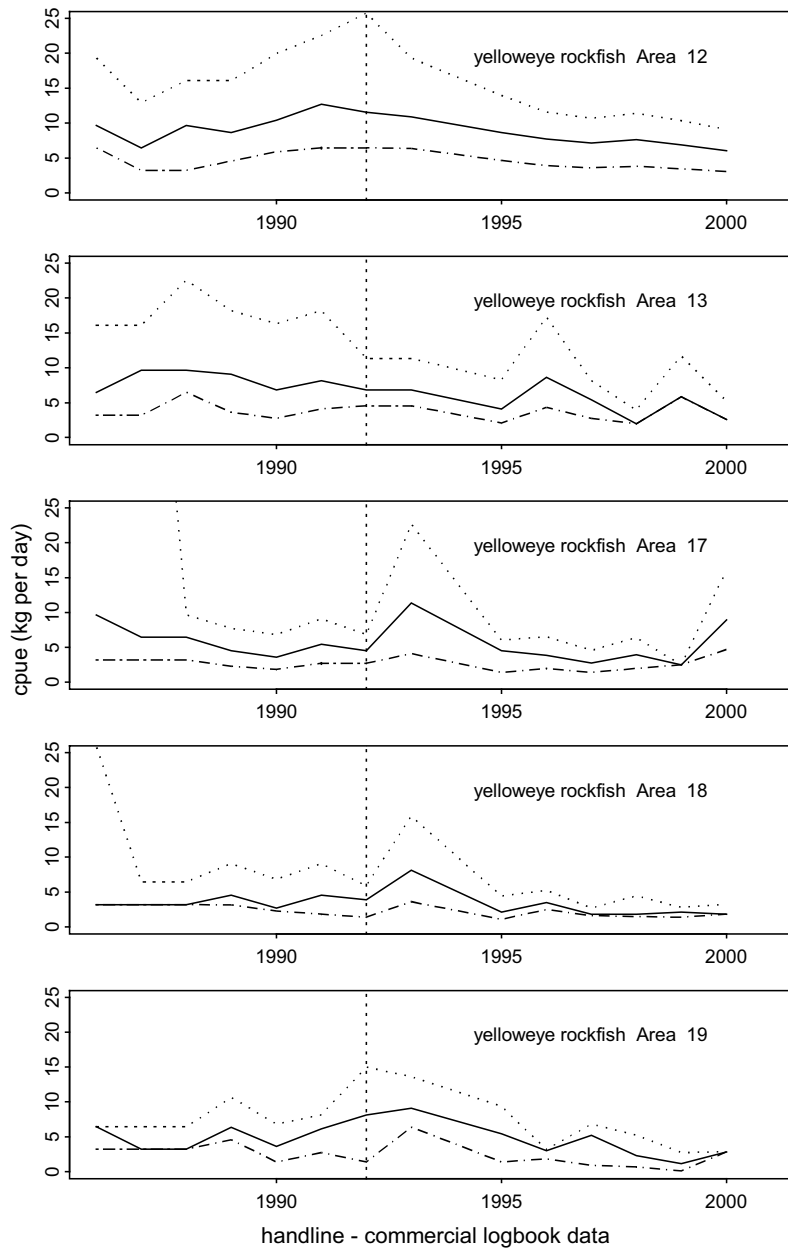 25
20
15
10
5
0
yelloweye rockfish Area 12
1990 1995 2000
25
20
15
10
5
0
yelloweye rockfish Area 13
1990 1995 2000
cpue (kg per day)
25
20
15
10
5
0
yelloweye rockfish Area 17
1990 1995 2000
25
20
15
10
5
0
yelloweye rockfish Area 18
1990 1995 2000
25
20
15
10
5
0
yelloweye rockfish Area 19
1990 1995 2000
handline - commercial logbook data